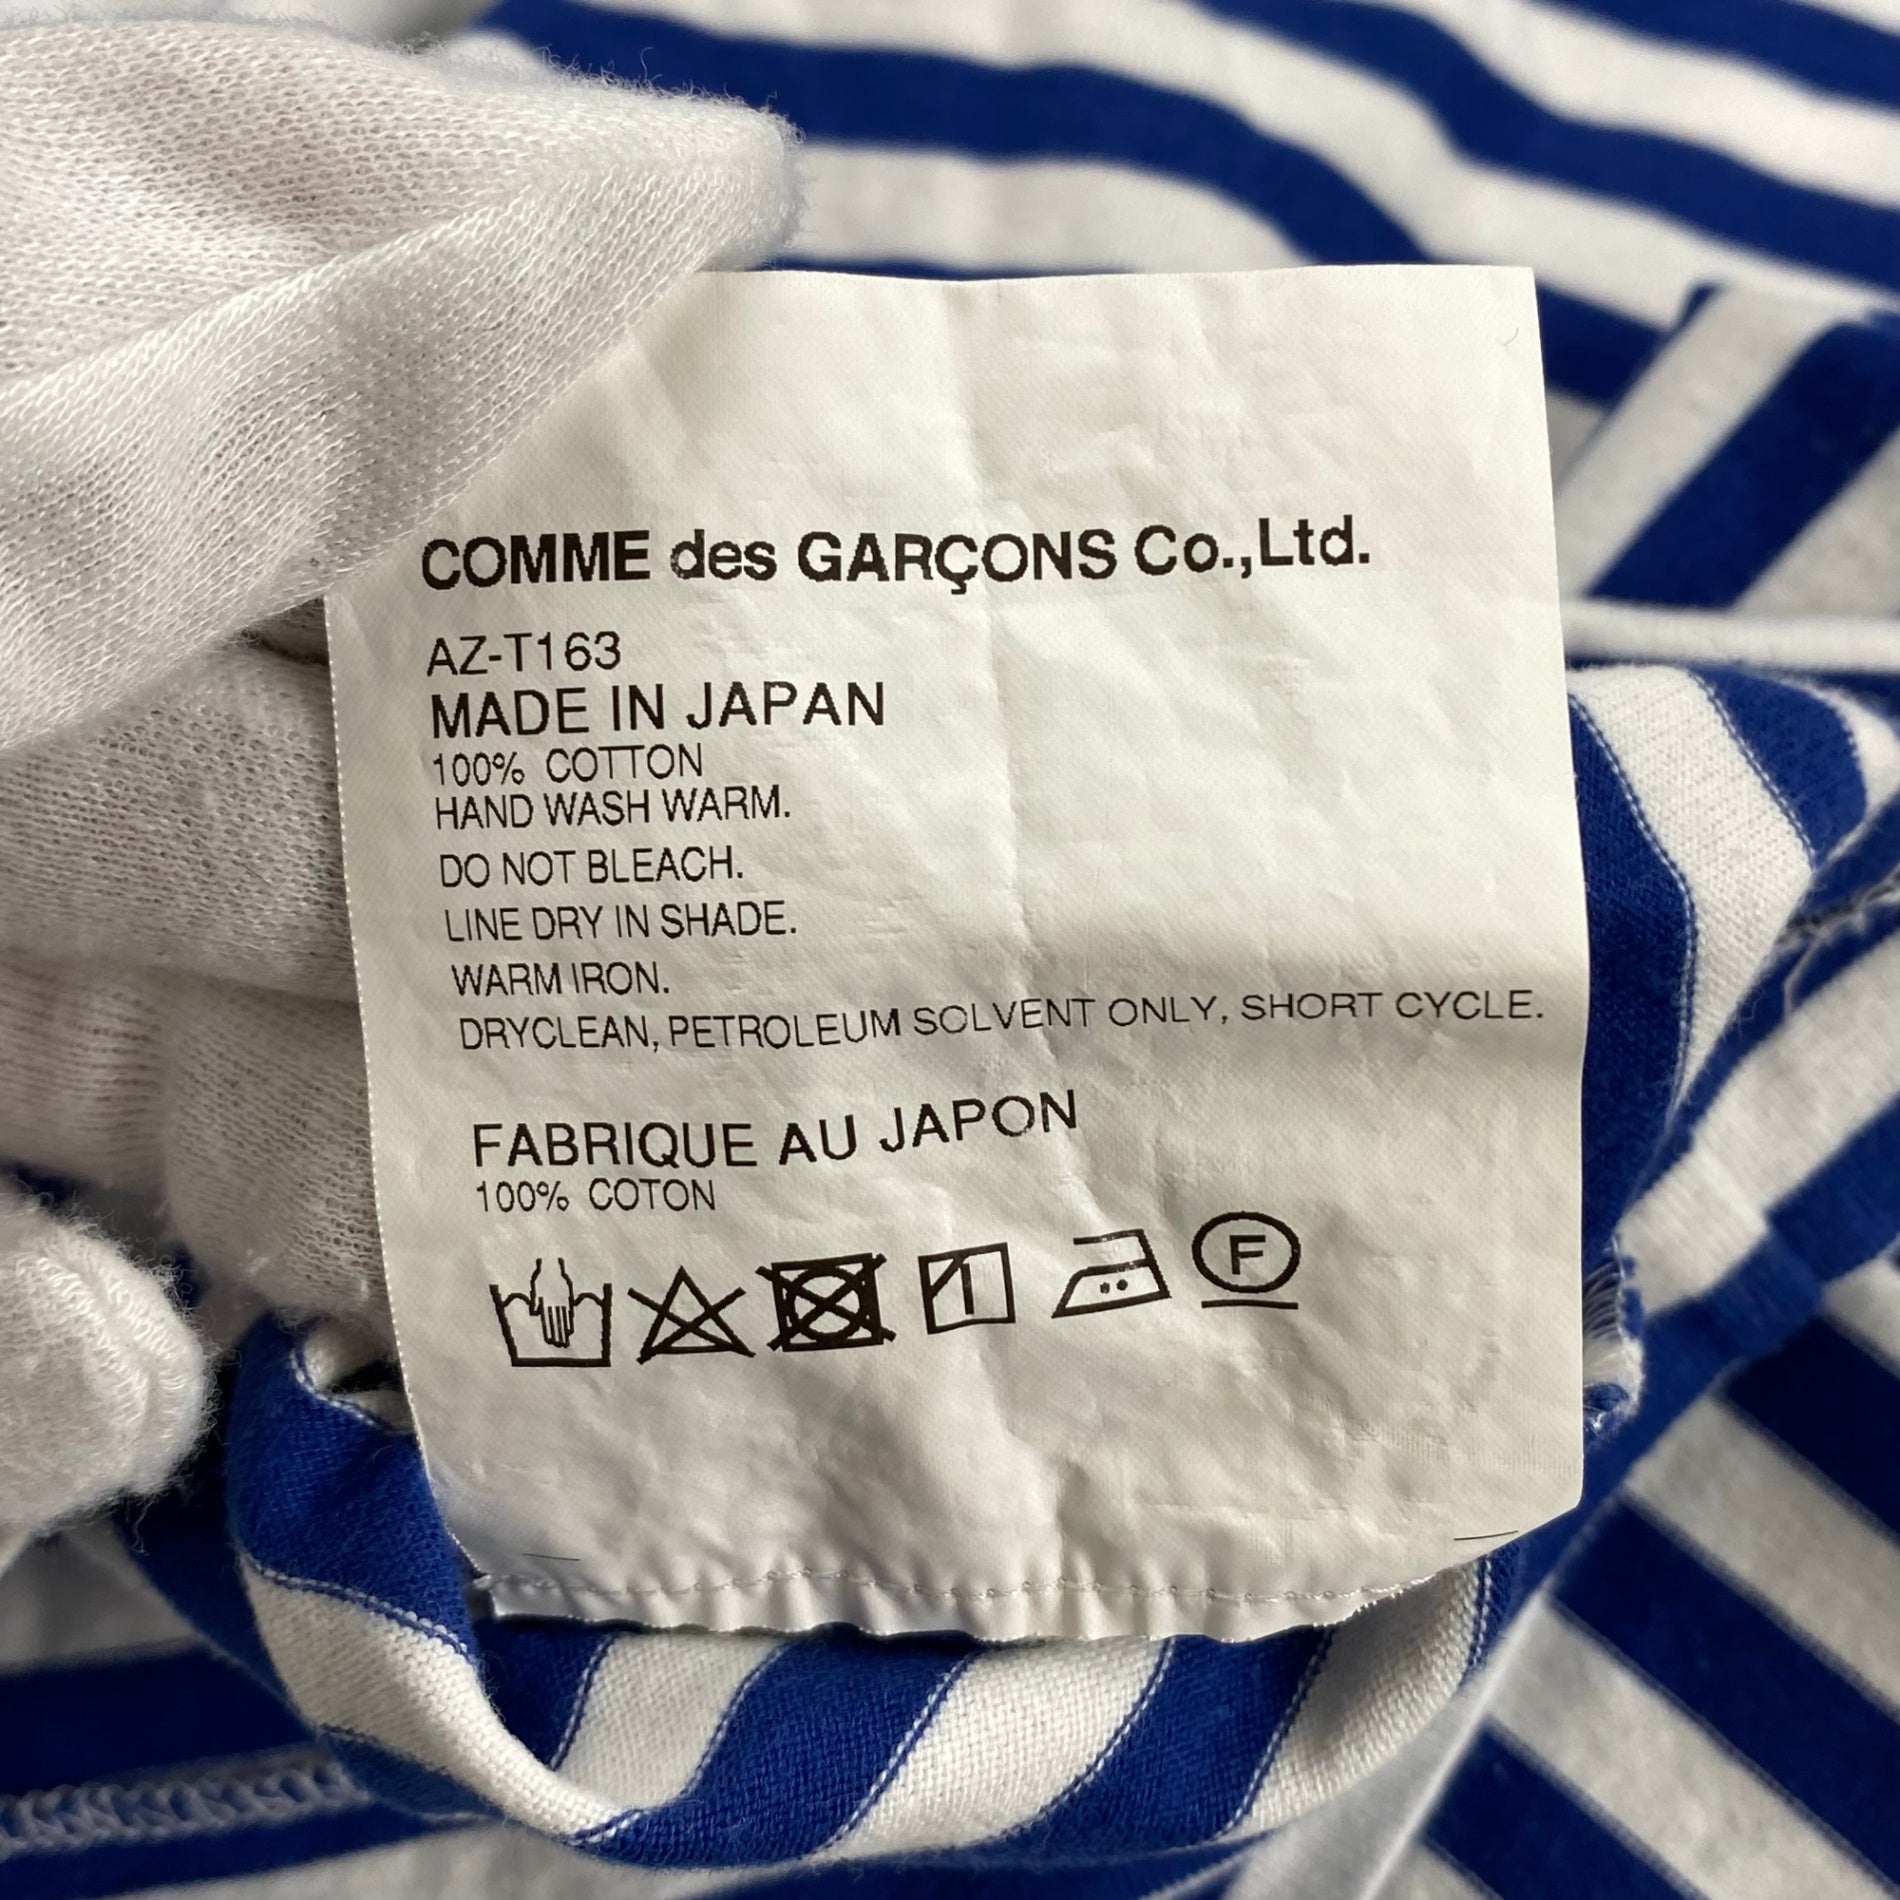 COMME des GARÇONS Co.,Ltd.
AZ-T163
MADE IN JAPAN
100% COTTON
HAND WASH WARM.
DO NOT BLEACH.
LINE DRY IN SHADE.
WARM IRON.
DRYCLEAN, PETROLEUM SOLVENT ONLY, SHORT CYCLE.
FABRIQUE AU JAPON
100% COTON
F